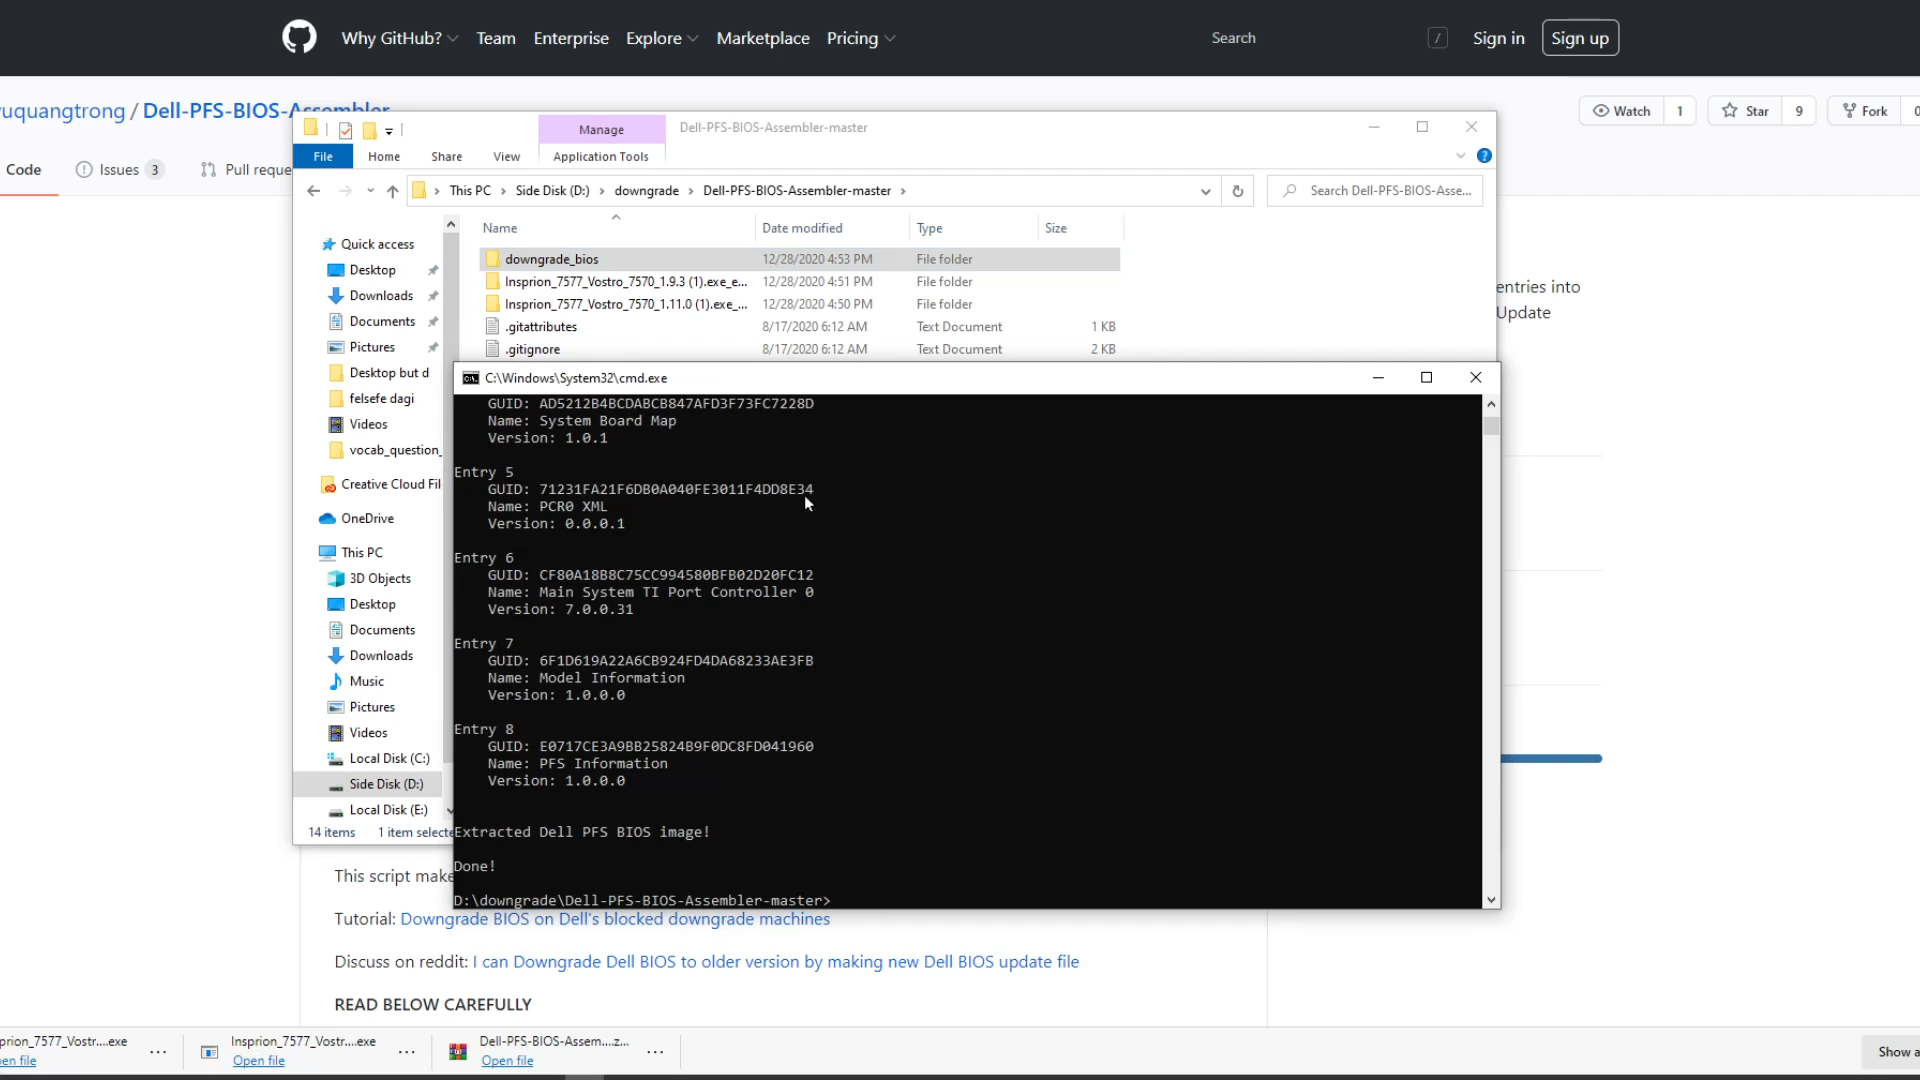 Why GitHub?
Team
Enterprise
Explore
Marketplace
Pricing
Search
/
Sign in
Sign up
uquangtrong / Dell-PFS-BIOS-Assembler
Watch 1
Star 9
Fork
Code
Issues 3
Pull reque
Manage
Dell-PFS-BIOS-Assembler-master
File
Home
Share
View
Application Tools
This PC > Side Disk (D:) > downgrade > Dell-PFS-BIOS-Assembler-master >
Search Dell-PFS-BIOS-Asse...
Name Date modified Type Size
downgrade_bios 12/28/2020 4:53 PM File folder
Insprion_7577_Vostro_7570_1.9.3 (1).exe_e... 12/28/2020 4:51 PM File folder
Insprion_7577_Vostro_7570_1.11.0 (1).exe_... 12/28/2020 4:50 PM File folder
.gitattributes 8/17/2020 6:12 AM Text Document 1 KB
.gitignore 8/17/2020 6:12 AM Text Document 2 KB
Quick access
Desktop
Downloads
Documents
Pictures
Desktop but d
felsefe dagi
Videos
vocab_question_
Creative Cloud Fil
OneDrive
This PC
3D Objects
Desktop
Documents
Downloads
Music
Pictures
Videos
Local Disk (C:)
Side Disk (D:)
Local Disk (E:)
14 items 1 item selecte
entries into
Update
C:\Windows\System32\cmd.exe
GUID: AD5212B4BCDABCB847AFD3F73FC7228D
Name: System Board Map
Version: 1.0.1
Entry 5
GUID: 71231FA21F6DB0A040FE3011F4DD8E34
Name: PCR0 XML
Version: 0.0.0.1
Entry 6
GUID: CF80A18B8C75CC994580BFB02D20FC12
Name: Main System TI Port Controller 0
Version: 7.0.0.31
Entry 7
GUID: 6F1D619A22A6CB924FD4DA68233AE3FB
Name: Model Information
Version: 1.0.0.0
Entry 8
GUID: E0717CE3A9BB25824B9F0DC8FD041960
Name: PFS Information
Version: 1.0.0.0
Extracted Dell PFS BIOS image!
Done!
D:\downgrade\Dell-PFS-BIOS-Assembler-master>
This script make
Tutorial: Downgrade BIOS on Dell's blocked downgrade machines
Discuss on reddit: I can Downgrade Dell BIOS to older version by making new Dell BIOS update file
READ BELOW CAREFULLY
prion_7577_Vostr....exe
en file
Insprion_7577_Vostr....exe
Open file
Dell-PFS-BIOS-Assem....z...
Open file
Show a